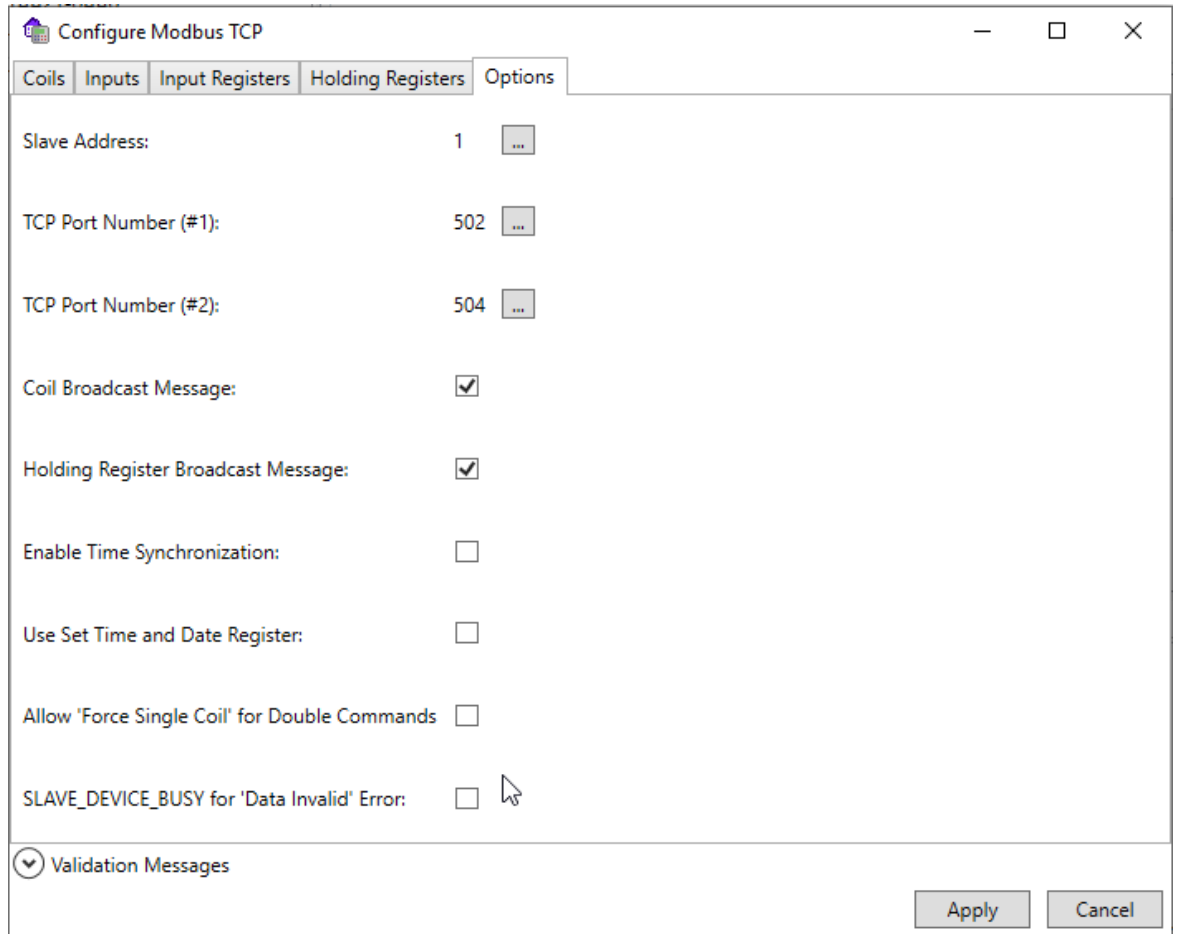 Configure Modbus TCP
Coils Inputs Input Registers Holding Registers Options
Slave Address: 1 ...
TCP Port Number (#1): 502 ...
TCP Port Number (#2): 504 ...
Coil Broadcast Message:
Holding Register Broadcast Message:
Enable Time Synchronization:
Use Set Time and Date Register:
Allow 'Force Single Coil' for Double Commands
SLAVE_DEVICE_BUSY for 'Data Invalid' Error:
Validation Messages
Apply Cancel